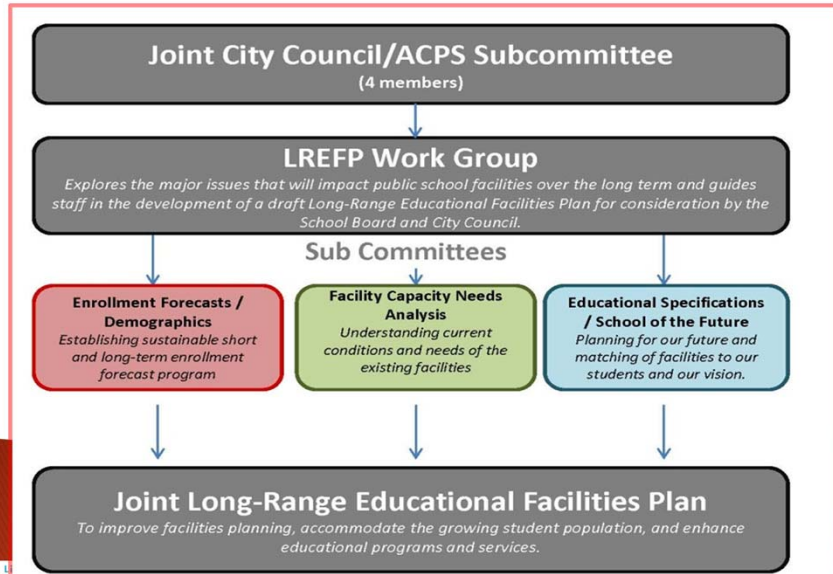 Joint City Council/ACPS Subcommittee
(4 members)
LREFP Work Group
Explores the major issues that will impact public school facilities over the long term and guides
staff in the development of a draft Long-Range Educational Facilities Plan for consideration by the
School Board and City Council.
Sub Committees
Enrollment Forecasts /
Demographics
Establishing sustainable short
and long-term enrollment
forecast program
Facility Capacity Needs
Analysis
Understanding current
conditions and needs of the
existing facilities
Educational Specifications
/ School of the Future
Planning for our future and
matching of facilities to our
students and our vision.
Joint Long-Range Educational Facilities Plan
To improve facilities planning, accommodate the growing student population, and enhance
educational programs and services.